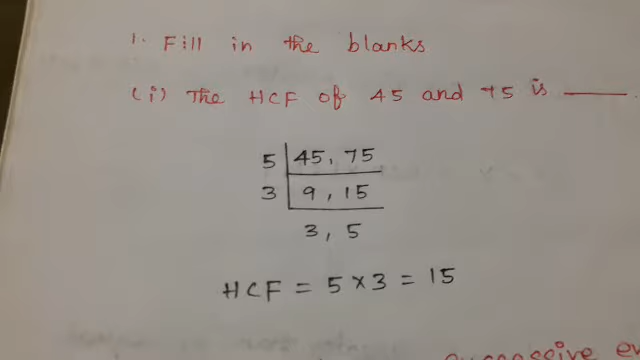 1. Fill in the blanks
(i) The HCF of 45 and 75 is ____.
5 | 45, 75
3 | 9, 15
3, 5
HCF = 5 × 3 = 15